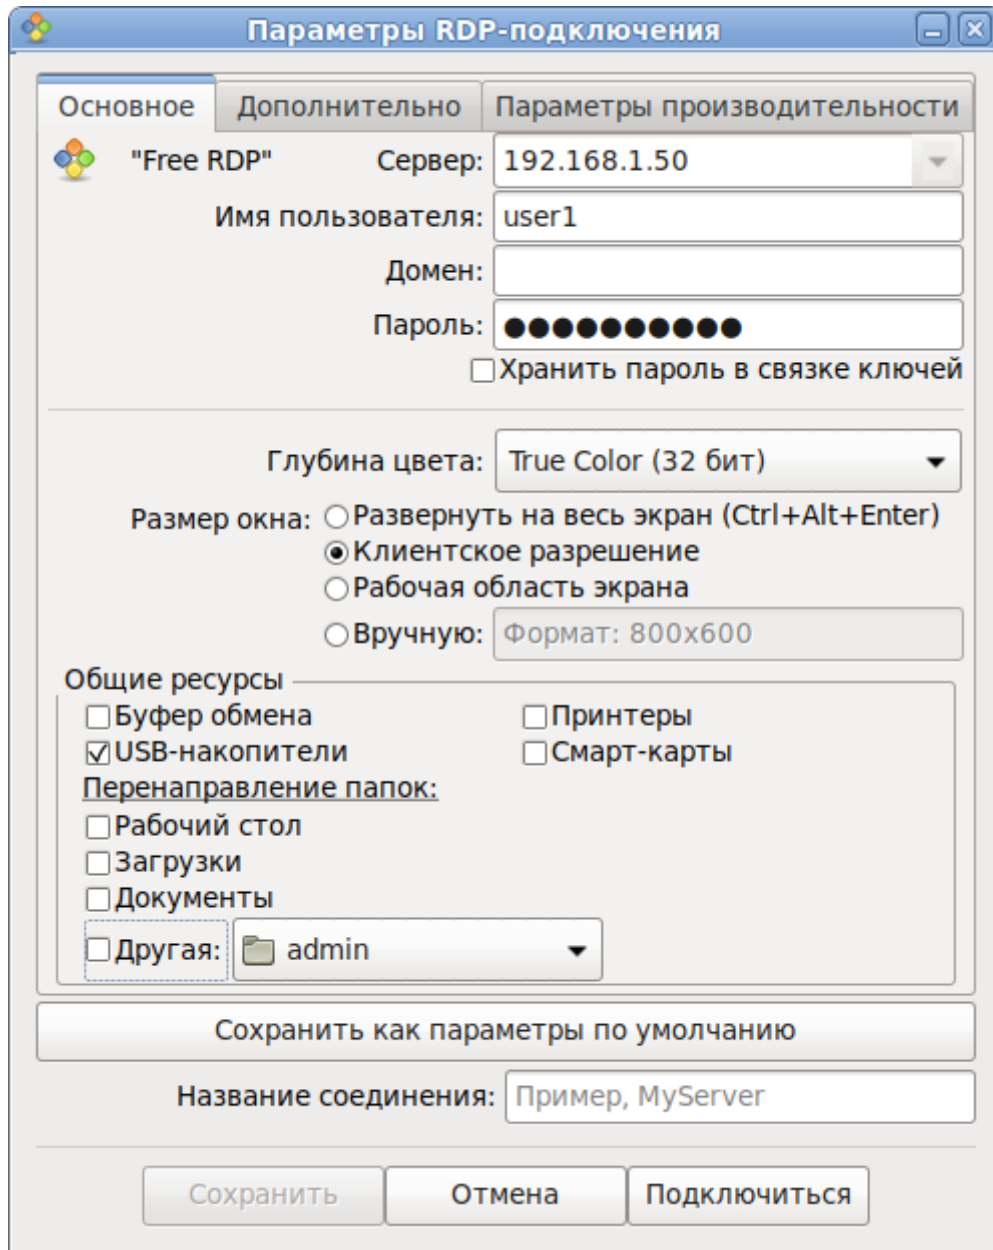 Параметры RDP-подключения
Основное Дополнительно Параметры производительности
"Free RDP" Сервер: 192.168.1.50
Имя пользователя: user1
Домен:
Пароль: ●●●●●●●●●●
Хранить пароль в связке ключей
Глубина цвета: True Color (32 бит)
Размер окна: Развернуть на весь экран (Ctrl+Alt+Enter)
Клиентское разрешение
Рабочая область экрана
Вручную: Формат: 800x600
Общие ресурсы
Буфер обмена Принтеры
USB-накопители Смарт-карты
Перенаправление папок:
Рабочий стол
Загрузки
Документы
Другая: admin
Сохранить как параметры по умолчанию
Название соединения: Пример, MyServer
Сохранить Отмена Подключиться